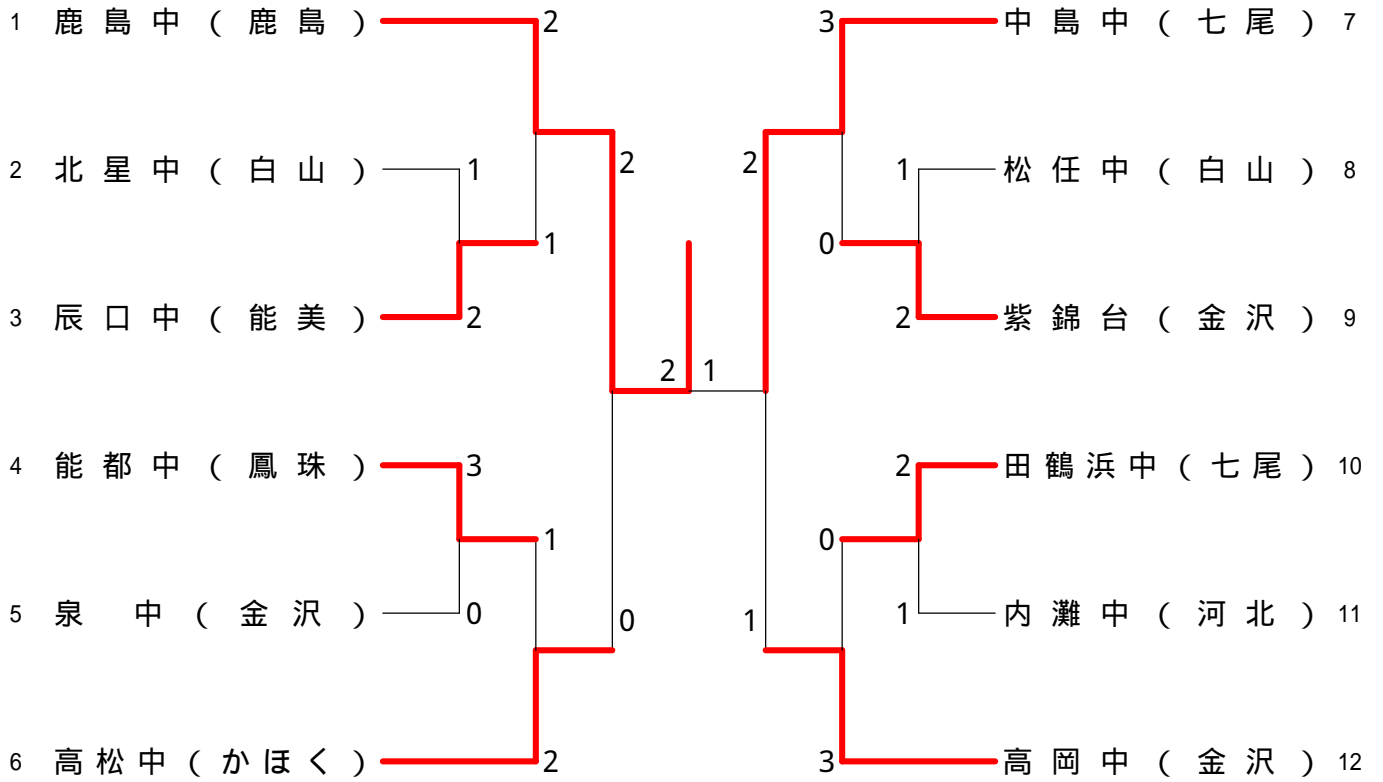 1 鹿島中(鹿島) 2 3 中島中(七尾) 7
2 北星中(白山) 1 2 2 1 松任中(白山) 8
1 0
3 辰口中(能美) 2 2 紫錦台(金沢) 9
2 1
4 能都中(鳳珠) 3 2 田鶴浜中(七尾) 10
1 0
5 泉 中(金沢) 0 0 1 1 内灘中(河北) 11
6 高松中(かほく) 2 3 高岡中(金沢) 12